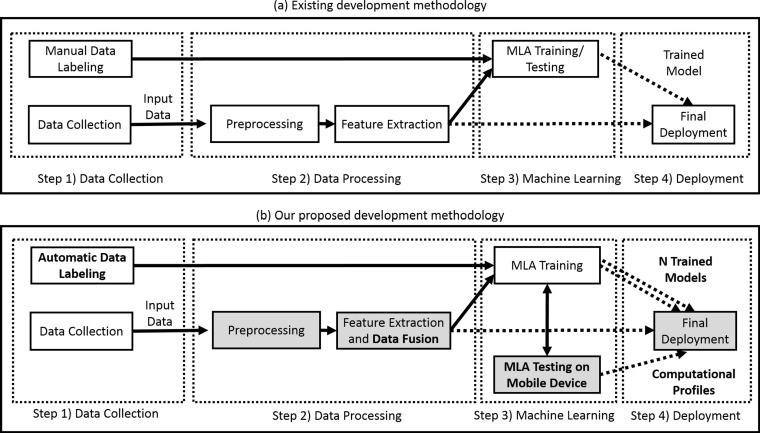 (a) Existing development methodology
Manual Data
Labeling
MLA Training/
Testing
Trained
Model
Input
Data
Data Collection
Preprocessing
Feature Extraction
Final
Deployment
Step 1) Data Collection
Step 2) Data Processing
Step 3) Machine Learning
Step 4) Deployment
(b) Our proposed development methodology
Automatic Data
Labeling
MLA Training
N Trained
Models
Input
Data
Data Collection
Preprocessing
Feature Extraction
and Data Fusion
Final
Deployment
MLA Testing on
Mobile Device
Computational
Profiles
Step 1) Data Collection
Step 2) Data Processing
Step 3) Machine Learning
Step 4) Deployment